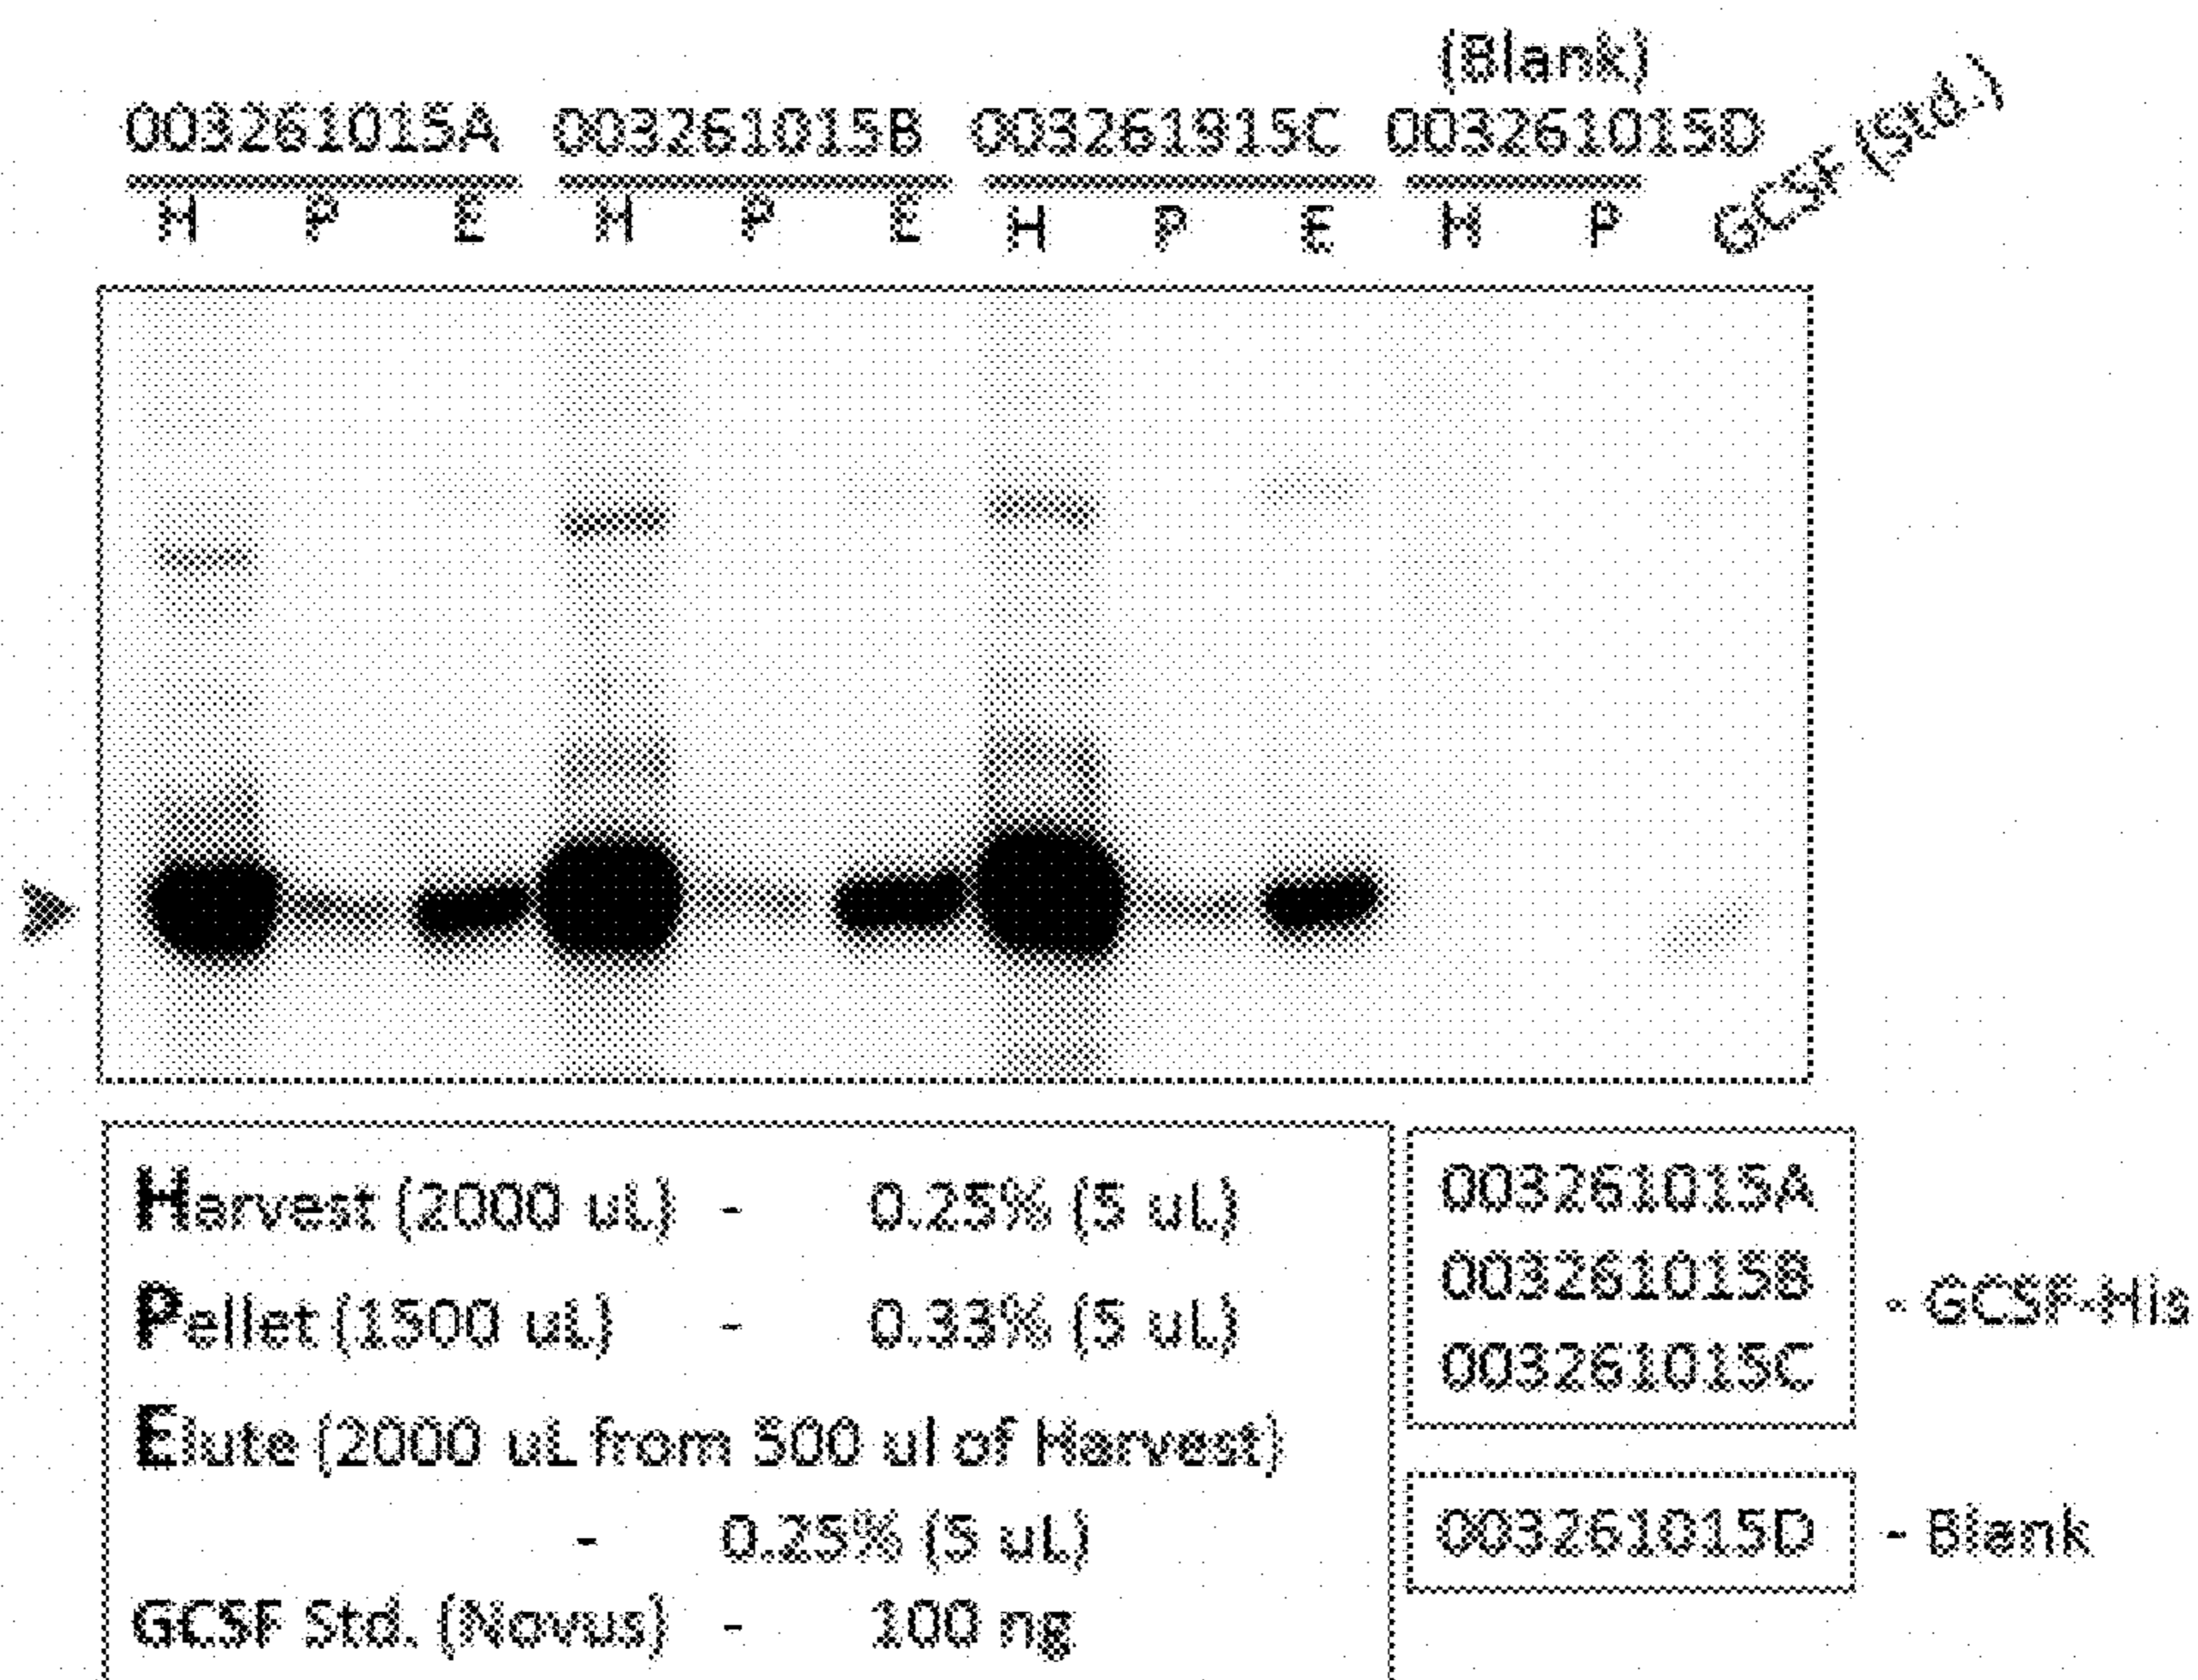 (Blank)
003261015A 003261015B 003261915C 003261015D GCSF (Std.)
H P E H P E H P E H P
Harvest (2000 uL) - 0.25% (5 uL)
Pellet (1500 uL) - 0.33% (5 uL)
Elute (2000 uL from 500 ul of Harvest)
- 0.25% (5 uL)
GCSF Std. (Novus) - 100 ng
003261015A
003261015B
003261015C
- GCSF-His
003261015D - Blank